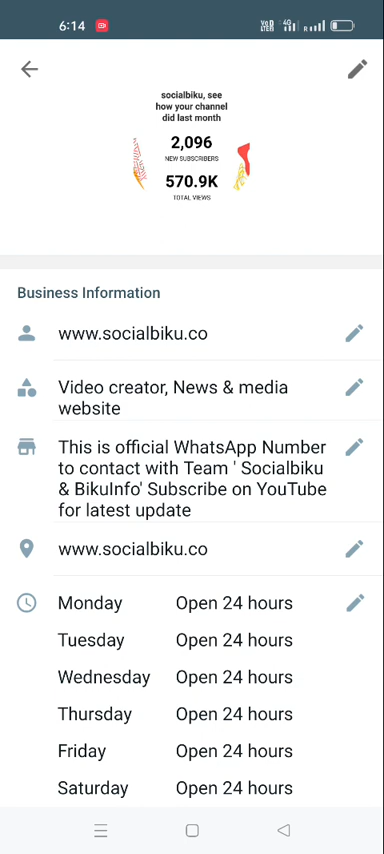 6:14
Vo LTE 4G R
socialbiku, see
how your channel
did last month
2,096
NEW SUBSCRIBERS
570.9K
TOTAL VIEWS
Business Information
www.socialbiku.co
Video creator, News & media
website
This is official WhatsApp Number
to contact with Team ' Socialbiku
& BikuInfo' Subscribe on YouTube
for latest update
www.socialbiku.co
Monday Open 24 hours
Tuesday Open 24 hours
Wednesday Open 24 hours
Thursday Open 24 hours
Friday Open 24 hours
Saturday Open 24 hours